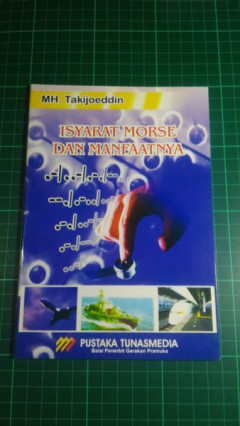 MH. Takijoeddin
ISYARAT MORSE
DAN MANFAATNYA
PUSTAKA TUNASMEDIA
Balai Penerbit Gerakan Pramuka